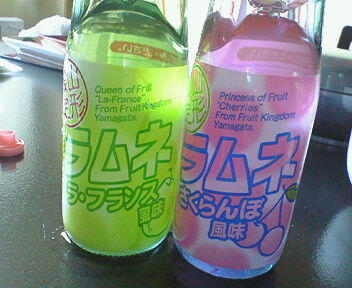 山形
Queen of Fruit
"La-France"
From Fruit Kingdom
Yamagata.
ラムネ
ラ・フランス
風味
山形
Princess of Fruit
"Cherries"
From Fruit Kingdom
Yamagata.
ラムネ
さくらんぼ
風味